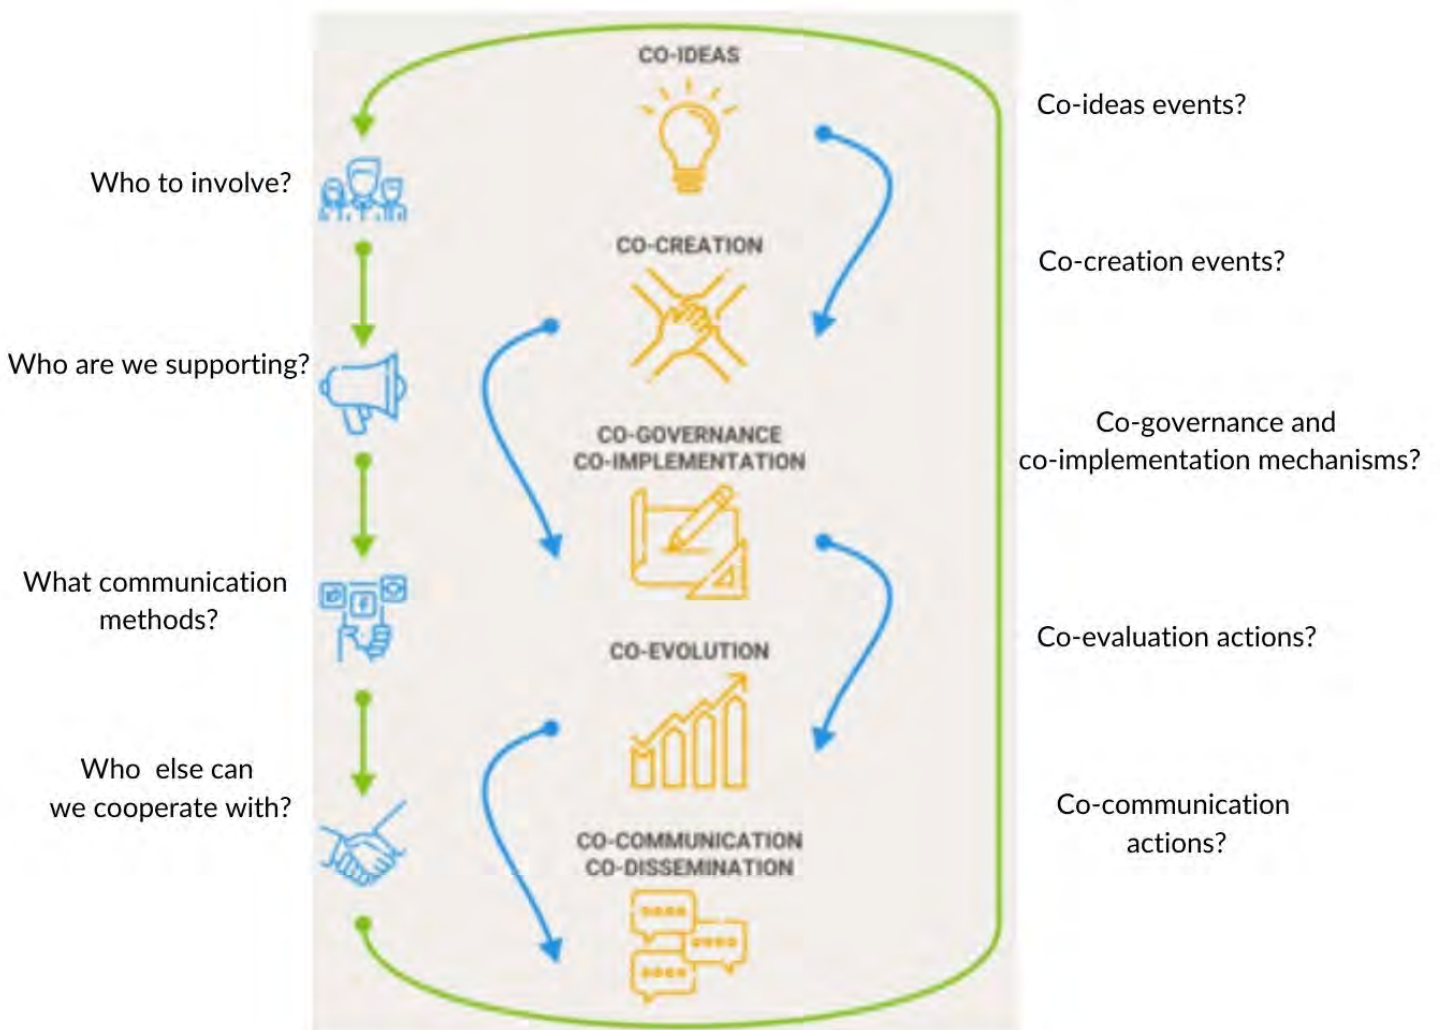 CO-IDEAS
Co-ideas events?
Who to involve?
CO-CREATION
Co-creation events?
Who are we supporting?
CO-GOVERNANCE
CO-IMPLEMENTATION
Co-governance and
co-implementation mechanisms?
What communication
methods?
CO-EVOLUTION
Co-evaluation actions?
Who else can
we cooperate with?
CO-COMMUNICATION
CO-DISSEMINATION
Co-communication
actions?